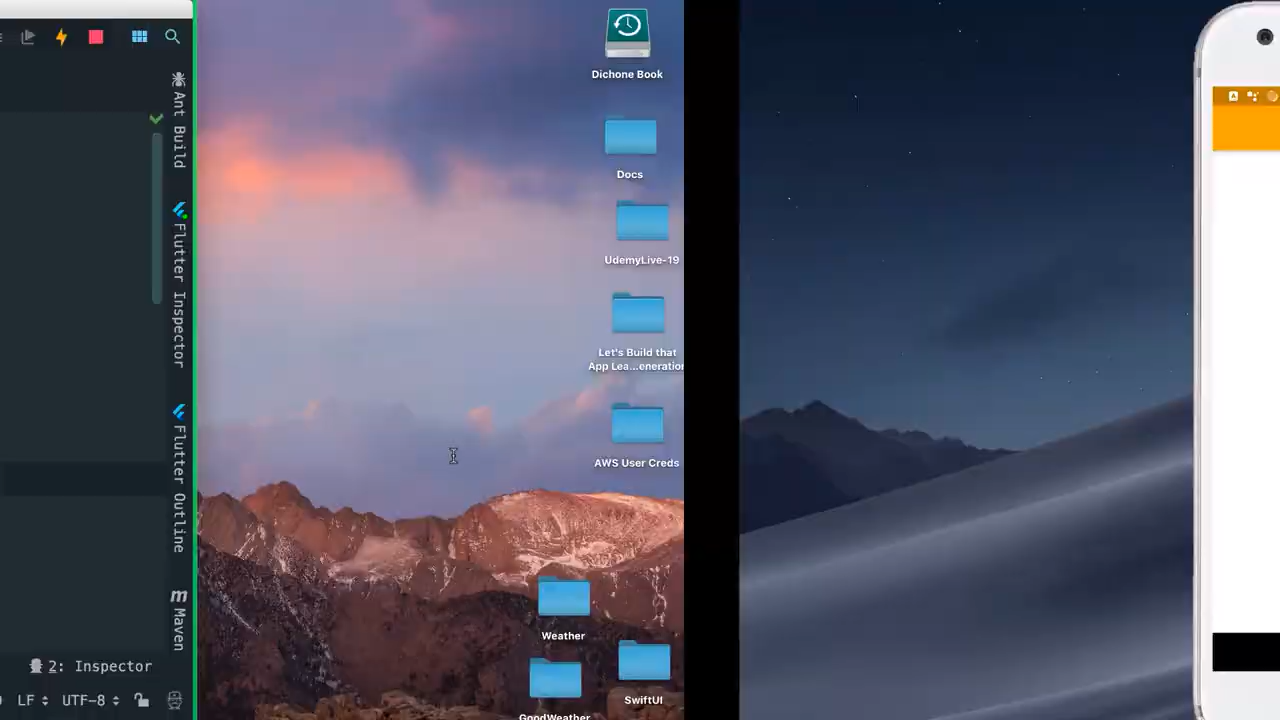 Ant Build
Flutter Inspector
Flutter Outline
Maven
2: Inspector
LF
UTF-8
Dichone Book
Docs
UdemyLive-19
Let's Build that
App Lea...eneration
AWS User Creds
Weather
SwiftUI
GoodWeather
A